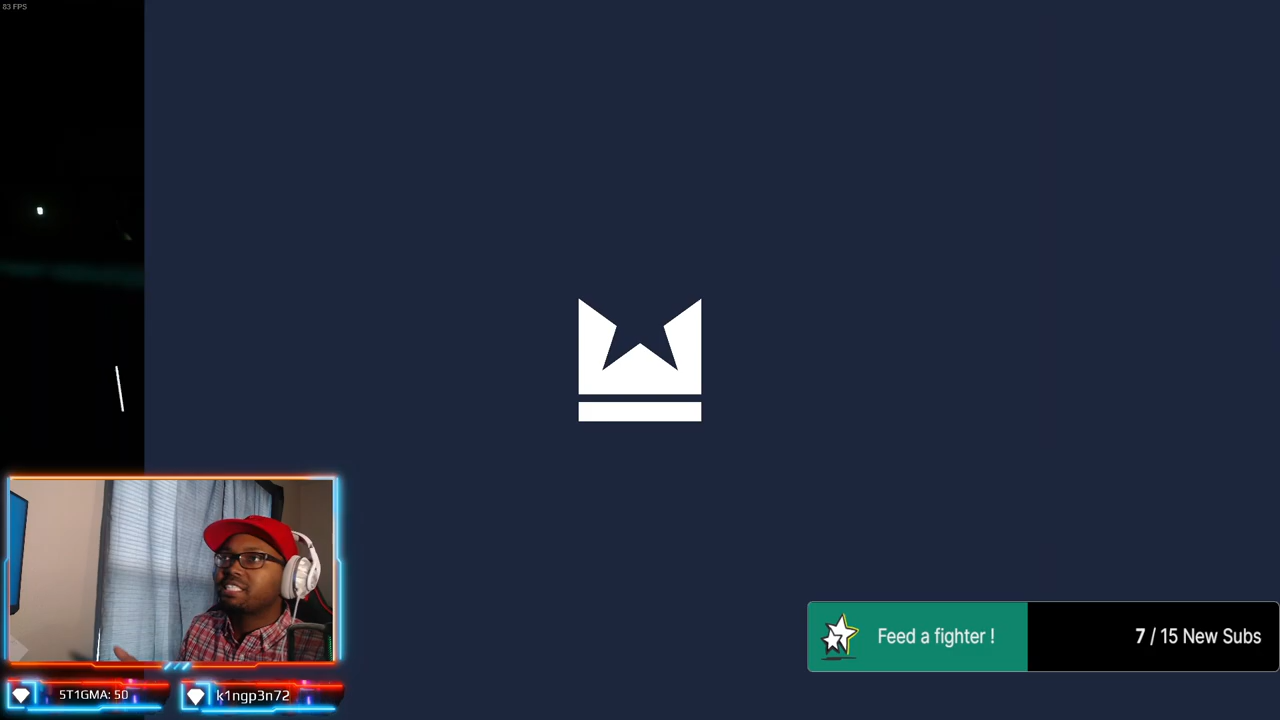 83 FPS
Feed a fighter !
7 / 15 New Subs
5T1GMA: 50
k1ngp3n72